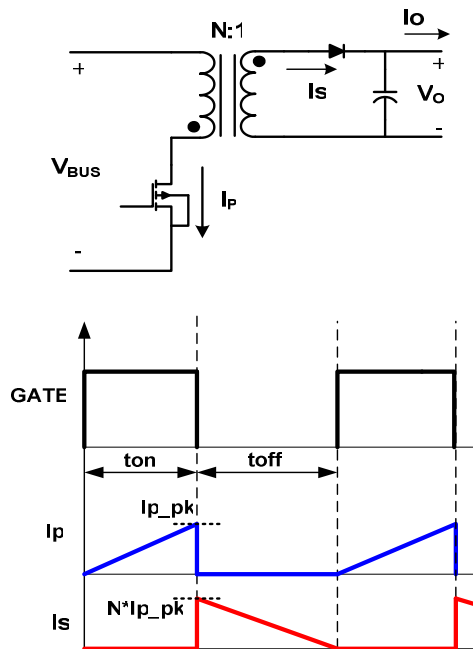 N:1
Io
+
+
Is
Vo
VBUS
IP
-
-
GATE
ton
toff
Ip_pk
Ip
N*Ip_pk
Is